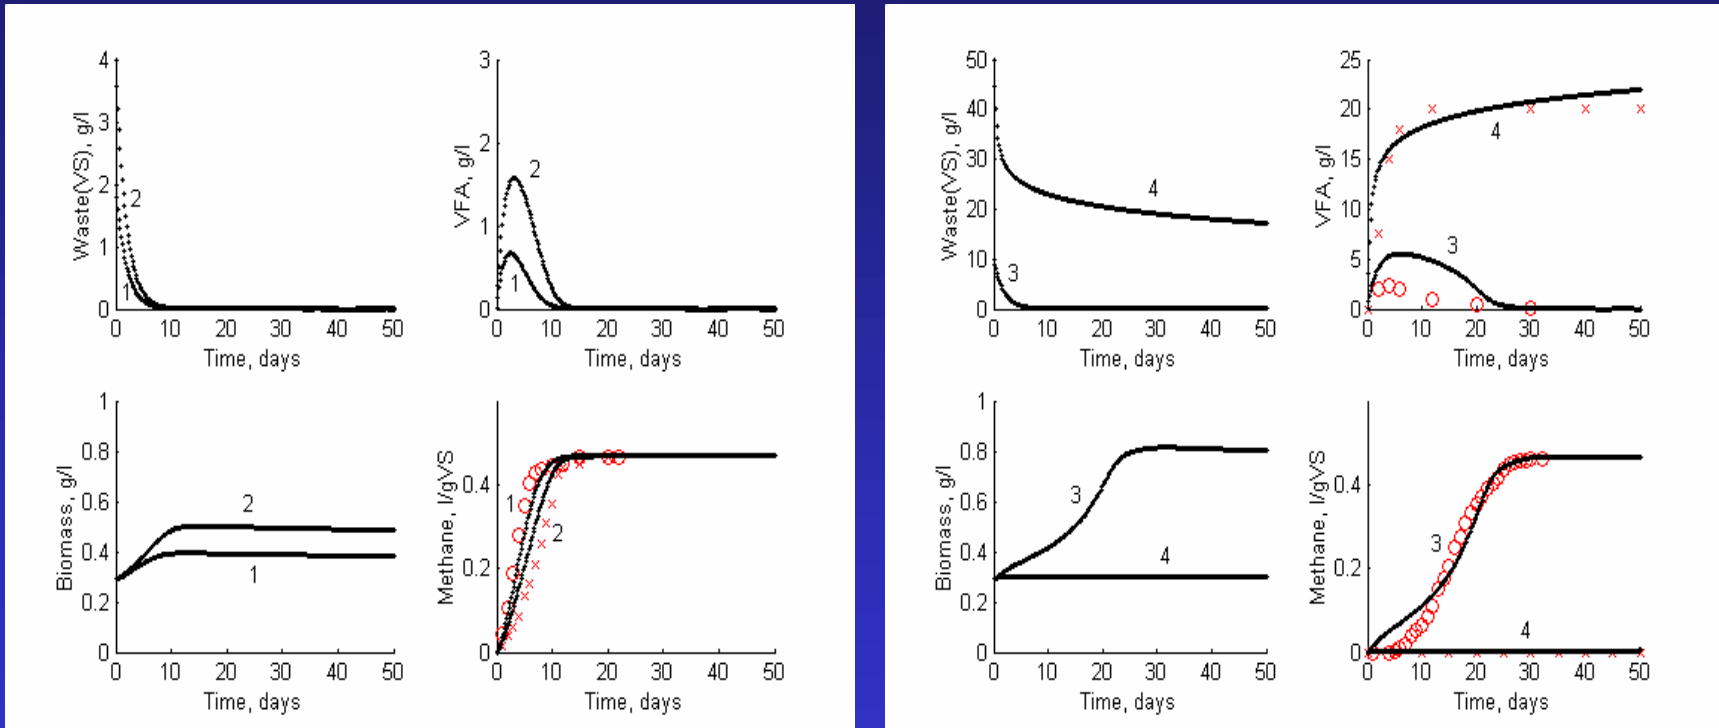 4
3
2
1
0
Waste(VS), g/l
2
1
0 10 20 30 40 50
Time, days
3
2
1
0
VFA, g/l
2
1
0 10 20 30 40 50
Time, days
50
40
30
20
10
0
Waste(VS), g/l
4
3
0 10 20 30 40 50
Time, days
25
20
15
10
5
0
VFA, g/l
4
3
0 10 20 30 40 50
Time, days
1
0.8
0.6
0.4
0.2
0
Biomass, g/l
2
1
0 10 20 30 40 50
Time, days
0.4
0.2
0
Methane, l/gVS
1
2
0 10 20 30 40 50
Time, days
1
0.8
0.6
0.4
0.2
0
Biomass, g/l
3
4
0 10 20 30 40 50
Time, days
0.4
0.2
0
Methane, l/gVS
3
4
0 10 20 30 40 50
Time, days